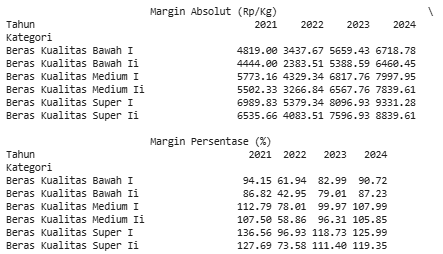 Margin Absolut (Rp/Kg) \
Tahun 2021 2022 2023 2024
Kategori
Beras Kualitas Bawah I 4819.00 3437.67 5659.43 6718.78
Beras Kualitas Bawah Ii 4444.00 2383.51 5388.59 6460.45
Beras Kualitas Medium I 5773.16 4329.34 6817.76 7997.95
Beras Kualitas Medium Ii 5502.33 3266.84 6567.76 7839.61
Beras Kualitas Super I 6989.83 5379.34 8096.93 9331.28
Beras Kualitas Super Ii 6535.66 4083.51 7596.93 8839.61
Margin Persentase (%)
Tahun 2021 2022 2023 2024
Kategori
Beras Kualitas Bawah I 94.15 61.94 82.99 90.72
Beras Kualitas Bawah Ii 86.82 42.95 79.01 87.23
Beras Kualitas Medium I 112.79 78.01 99.97 107.99
Beras Kualitas Medium Ii 107.50 58.86 96.31 105.85
Beras Kualitas Super I 136.56 96.93 118.73 125.99
Beras Kualitas Super Ii 127.69 73.58 111.40 119.35